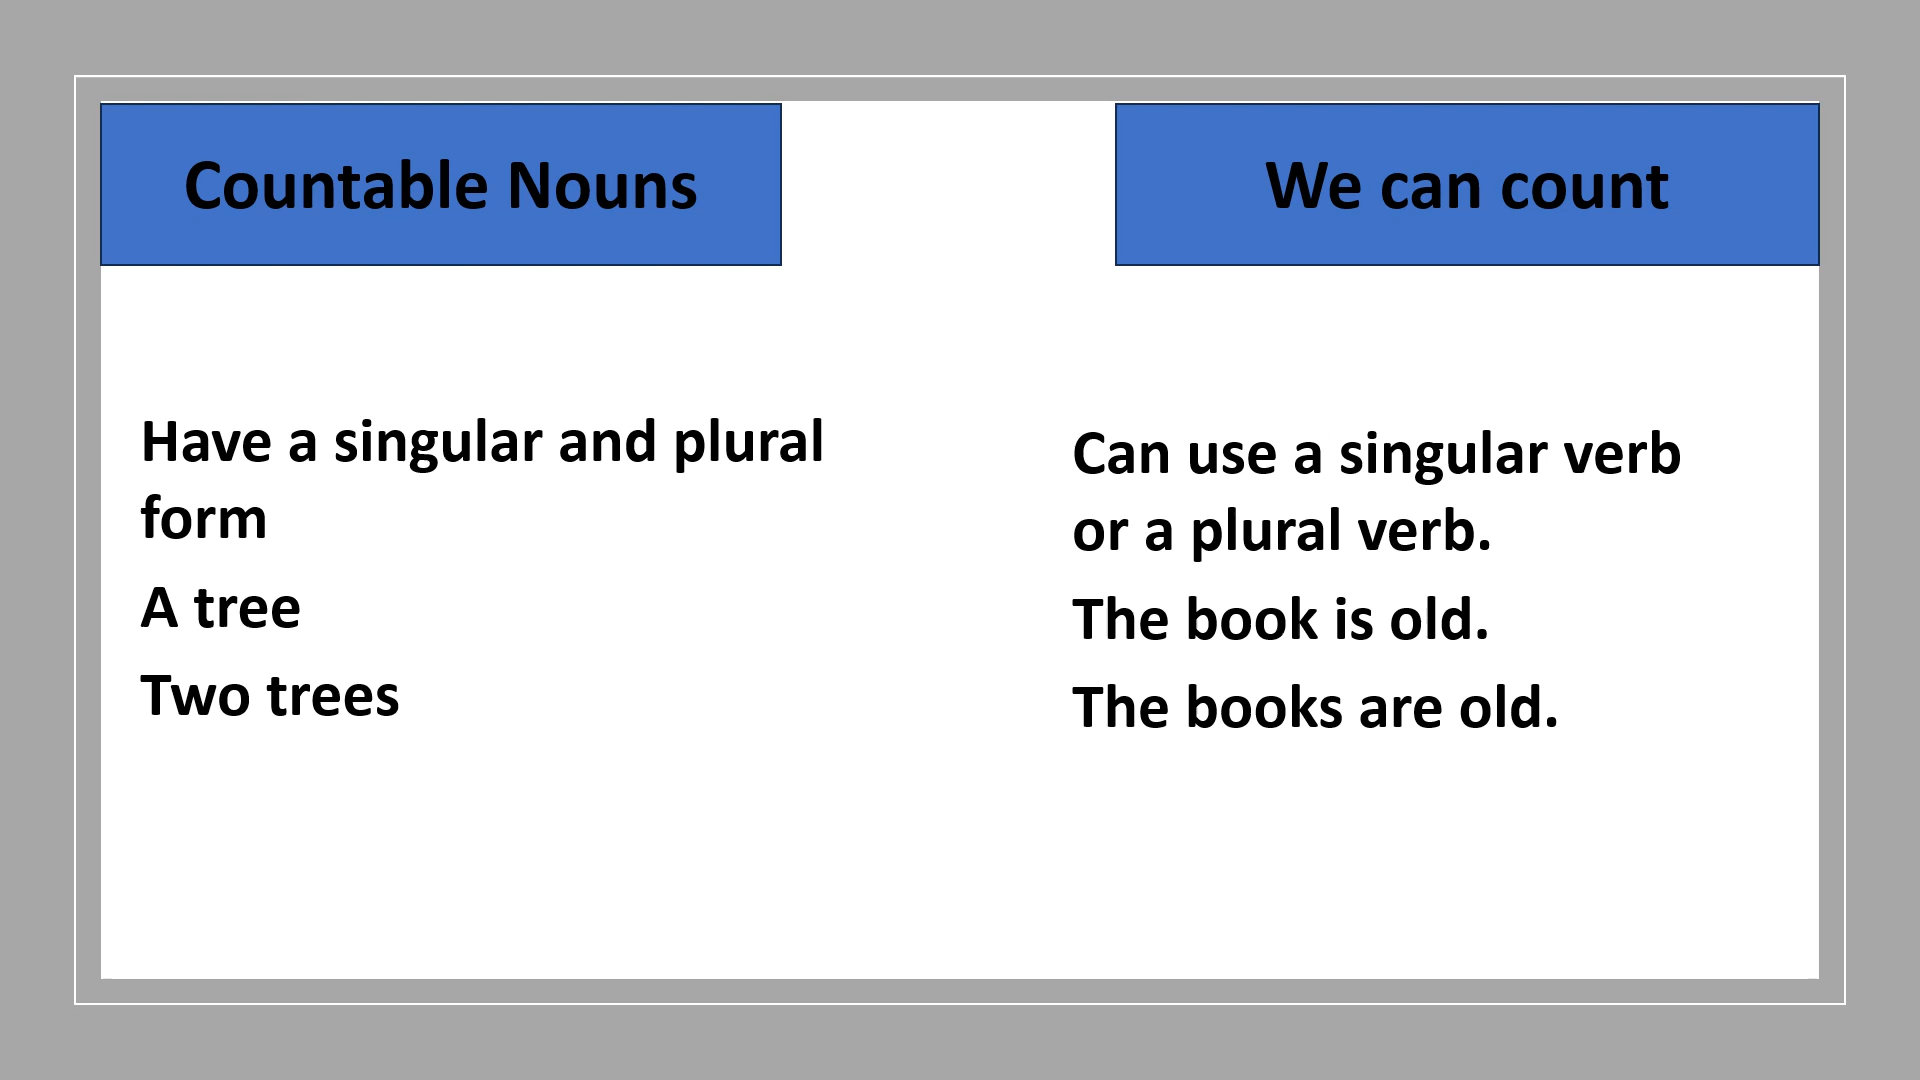 Countable Nouns
We can count
Have a singular and plural
form
A tree
Two trees
Can use a singular verb
or a plural verb.
The book is old.
The books are old.